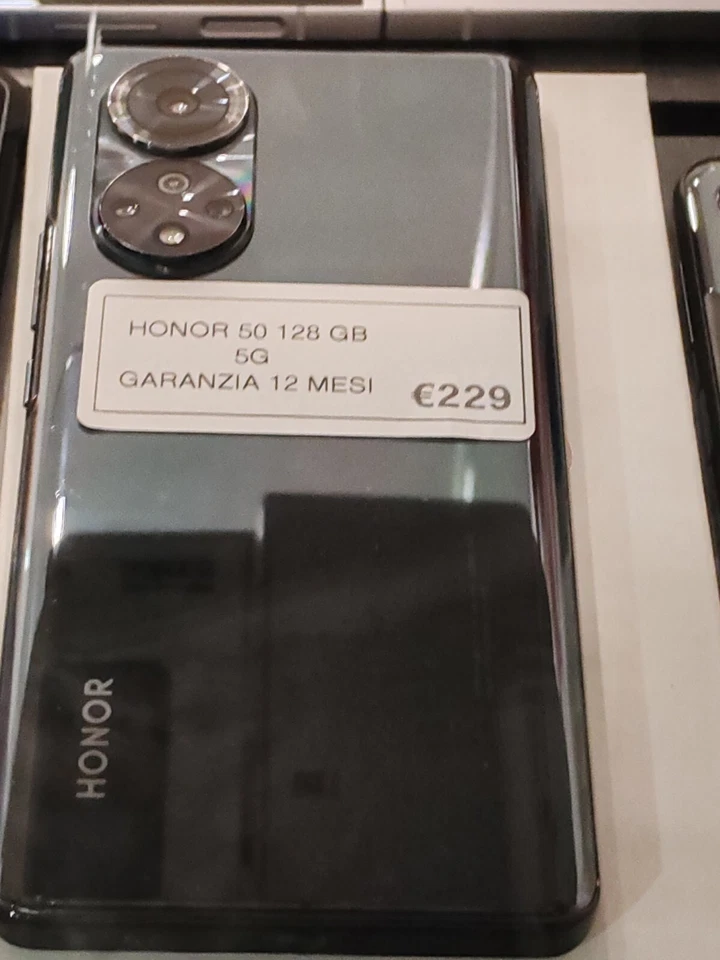 HONOR 50 128 GB
5G
GARANZIA 12 MESI
€229
HONOR